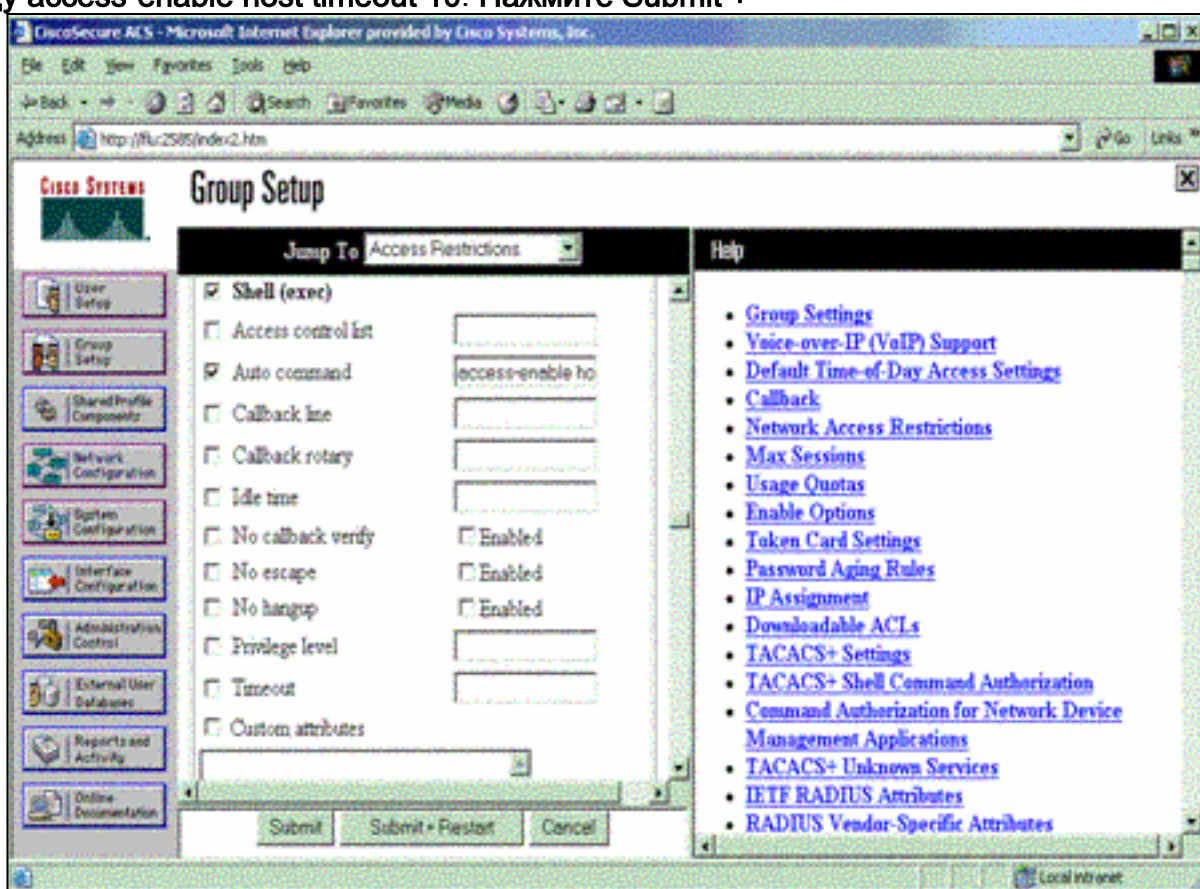 у access-enable host timeout 10. Нажмите Submit +
CiscoSecure ACS - Microsoft Internet Explorer provided by Cisco Systems, Inc.
File Edit View Favorites Tools Help
Back Search Favorites Media
Address Go Links
CISCO SYSTEMS
Group Setup
Jump To Access Restrictions
User Setup
Group Setup
Shared Profile Components
Network Configuration
System Configuration
Interface Configuration
Administration Control
External User Databases
Reports and Activity
Online Documentation
Shell (exec)
Access control list
Auto command access-enable ho
Callback line
Callback rotary
Idle time
No callback verify Enabled
No escape Enabled
No hangup Enabled
Privilege level
Timeout
Custom attributes
Submit Submit + Restart Cancel
Help
Group Settings
Voice-over-IP (VoIP) Support
Default Time-of-Day Access Settings
Callback
Network Access Restrictions
Max Sessions
Usage Quotas
Enable Options
Token Card Settings
Password Aging Rules
IP Assignment
Downloadable ACLs
TACACS+ Settings
TACACS+ Shell Command Authorization
Command Authorization for Network Device
Management Applications
TACACS+ Unknown Services
IETF RADIUS Attributes
RADIUS Vendor-Specific Attributes
Local intranet